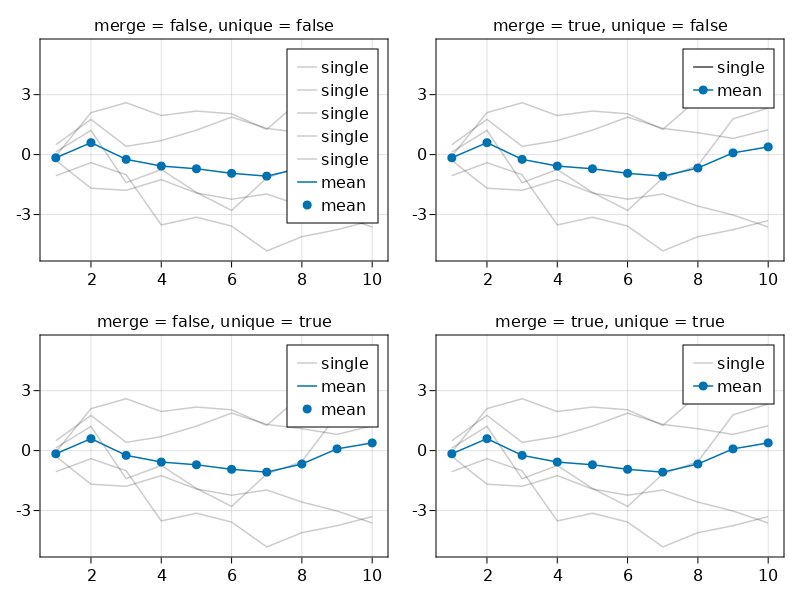 merge = false, unique = false
single
single
single
single
single
mean
mean
3
0
-3
2
4
6
8
10
merge = true, unique = false
single
mean
3
0
-3
2
4
6
8
10
merge = false, unique = true
single
mean
mean
3
0
-3
2
4
6
8
10
merge = true, unique = true
single
mean
3
0
-3
2
4
6
8
10